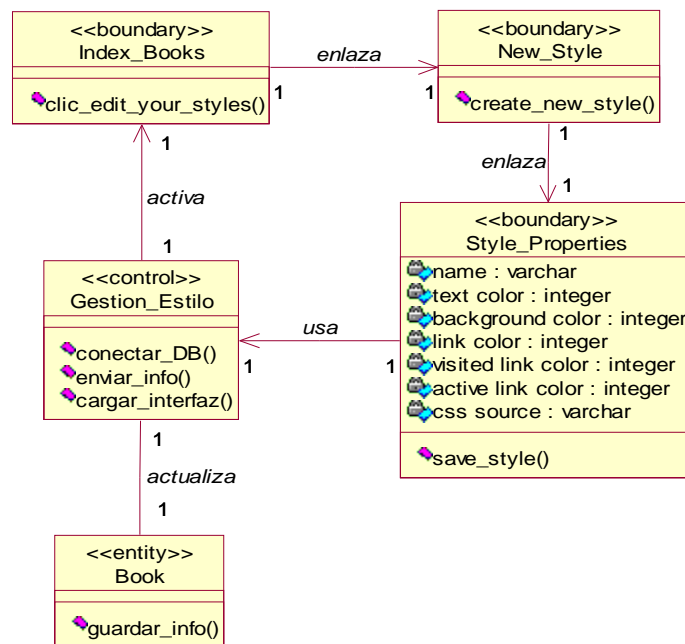 <<boundary>>
Index_Books
clic_edit_your_styles()
enlaza
1
1
<<boundary>>
New_Style
create_new_style()
1
enlaza
1
activa
1
<<boundary>>
Style_Properties
name : varchar
text color : integer
background color : integer
link color : integer
visited link color : integer
active link color : integer
css source : varchar
save_style()
<<control>>
Gestion_Estilo
conectar_DB()
enviar_info()
cargar_interfaz()
usa
1
1
1
actualiza
1
<<entity>>
Book
guardar_info()